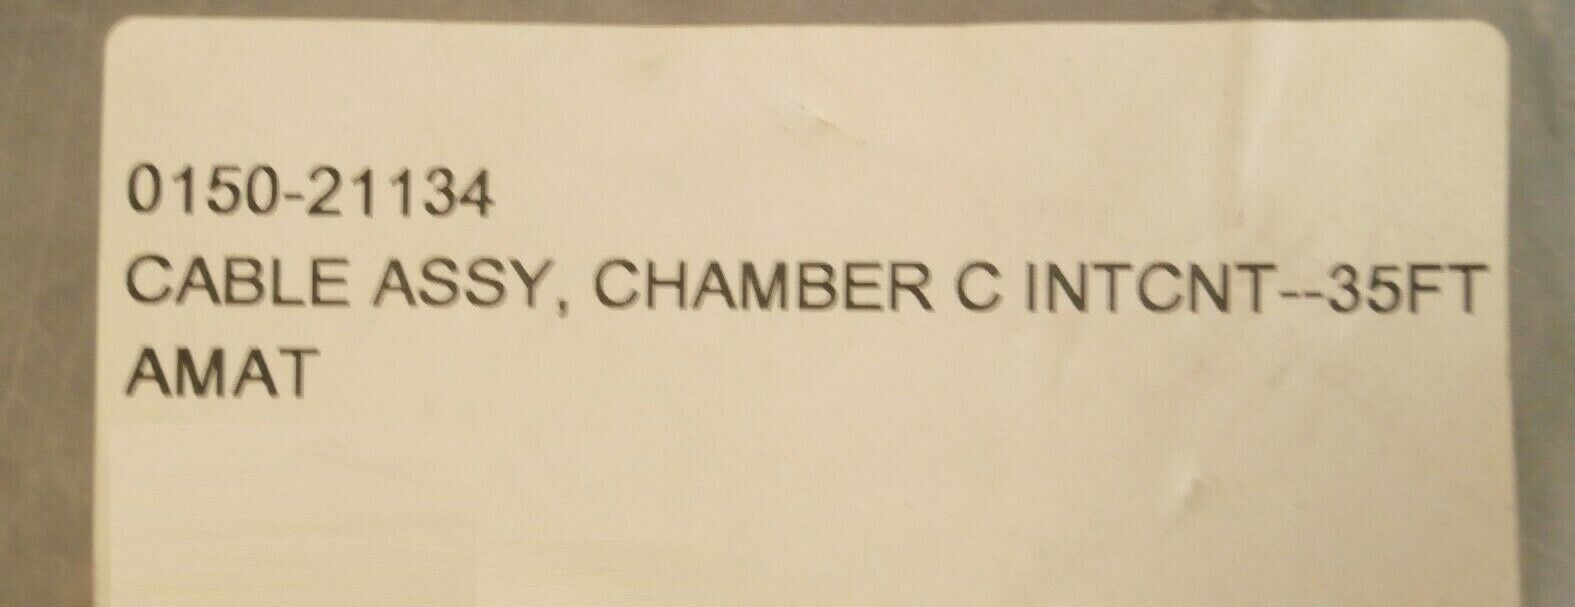 0150-21134
CABLE ASSY, CHAMBER C INTCNT--35FT
AMAT